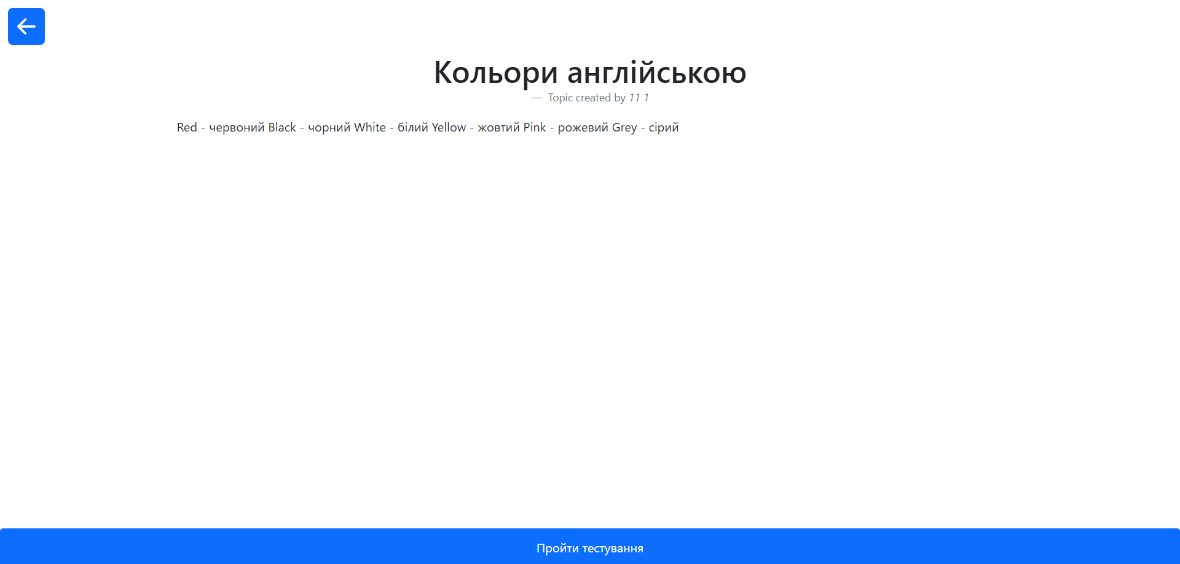 Кольори англійською
— Topic created by 11 1
Red - червоний Black - чорний White - білий Yellow - жовтий Pink - рожевий Grey - сірий
Пройти тестування